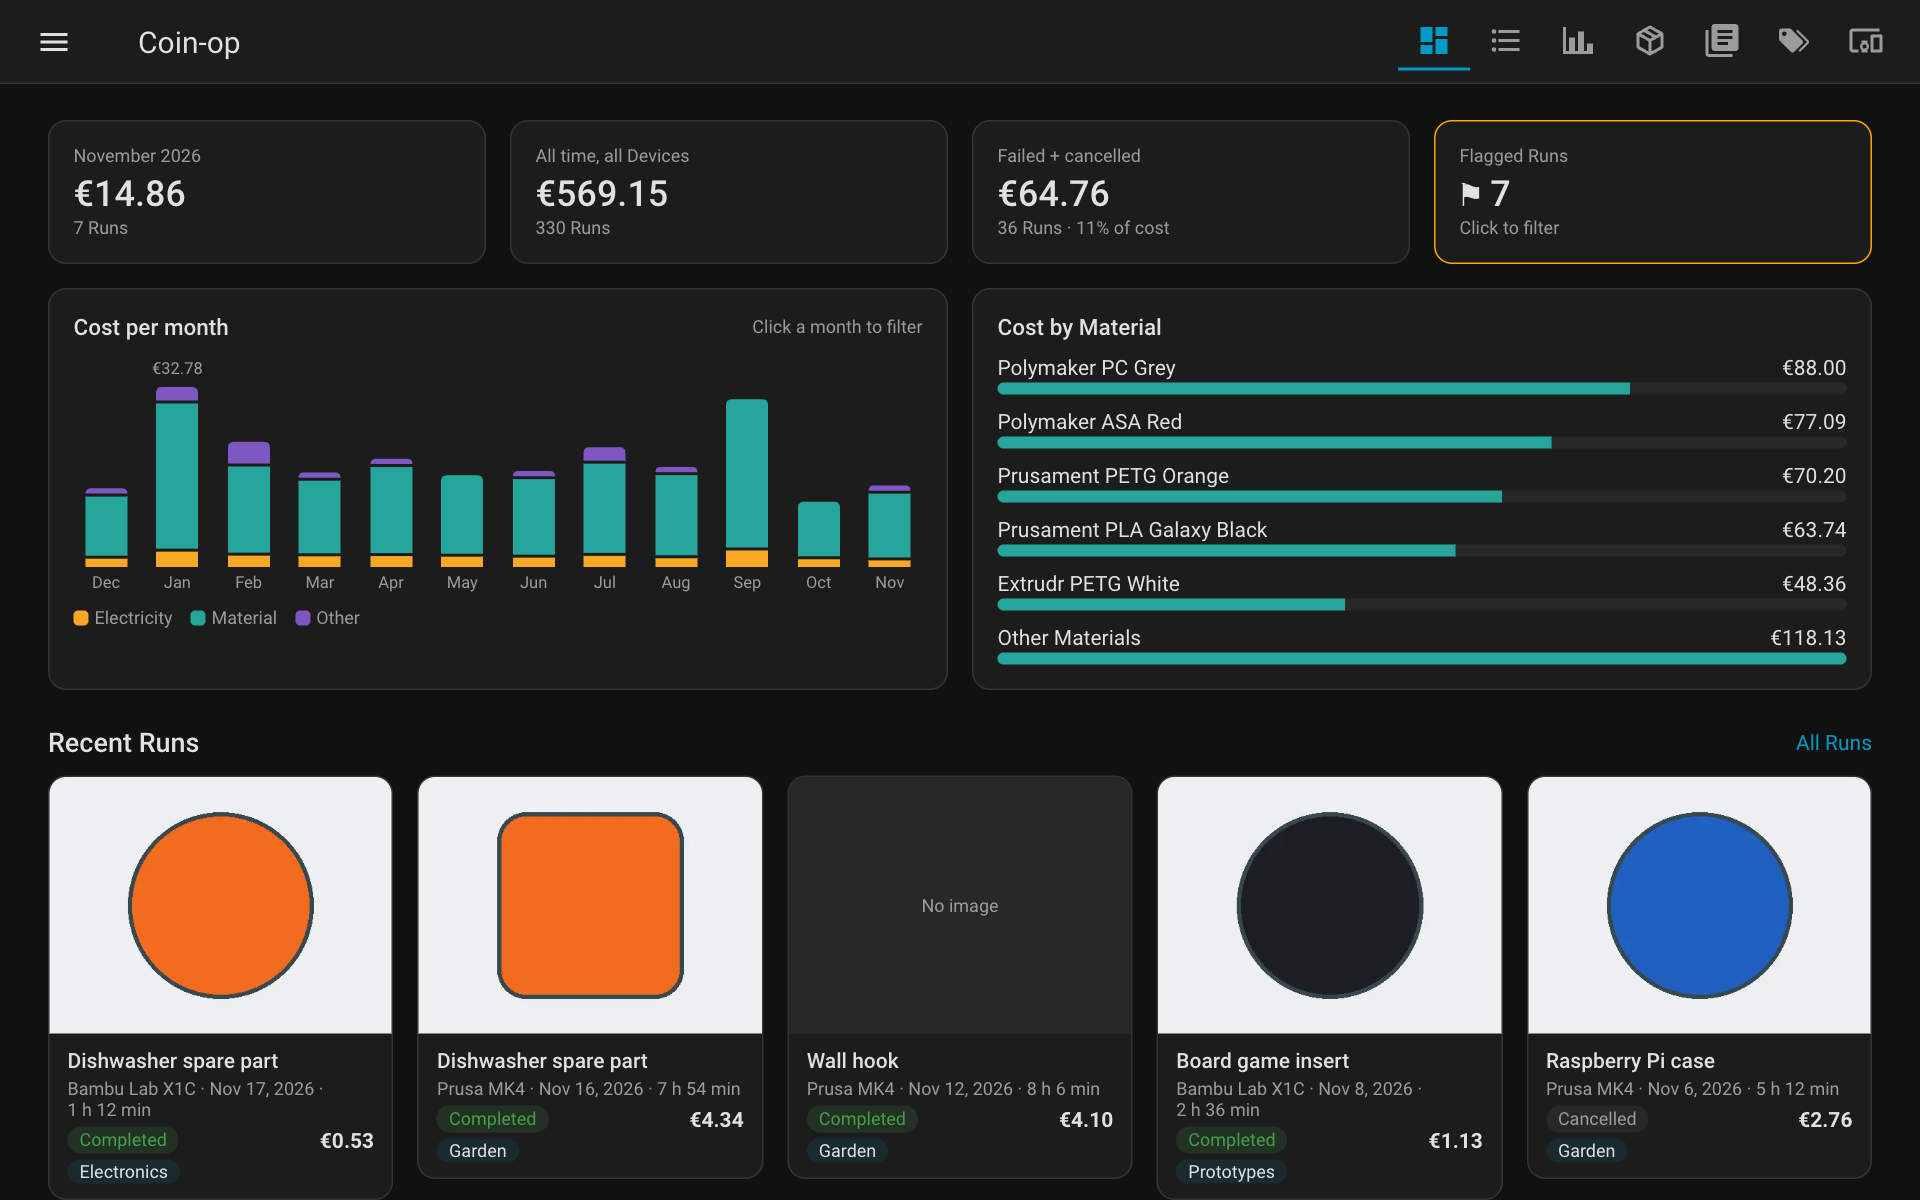 Coin-op
November 2026
€14.86
7 Runs
All time, all Devices
€569.15
330 Runs
Failed + cancelled
€64.76
36 Runs · 11% of cost
Flagged Runs
7
Click to filter
Cost per month
Click a month to filter
€32.78
Dec Jan Feb Mar Apr May Jun Jul Aug Sep Oct Nov
Electricity Material Other
Cost by Material
Polymaker PC Grey €88.00
Polymaker ASA Red €77.09
Prusament PETG Orange €70.20
Prusament PLA Galaxy Black €63.74
Extrudr PETG White €48.36
Other Materials €118.13
Recent Runs
All Runs
Dishwasher spare part
Bambu Lab X1C · Nov 17, 2026 ·
1 h 12 min
Completed €0.53
Electronics
Dishwasher spare part
Prusa MK4 · Nov 16, 2026 · 7 h 54 min
Completed €4.34
Garden
No image
Wall hook
Prusa MK4 · Nov 12, 2026 · 8 h 6 min
Completed €4.10
Garden
Board game insert
Bambu Lab X1C · Nov 8, 2026 ·
2 h 36 min
Completed €1.13
Prototypes
Raspberry Pi case
Prusa MK4 · Nov 6, 2026 · 5 h 12 min
Cancelled €2.76
Garden